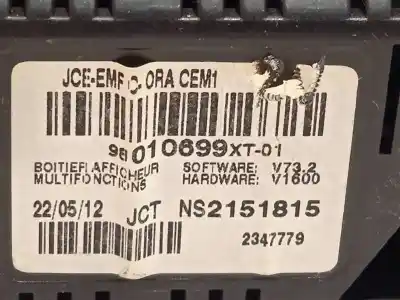 JCE-EMF C ORA CEM1
010699XT-01
BOITIER AFFICHEUR SOFTWARE: V73.2
MULTIFONCTIONS HARDWARE: V1600
22/05/12 JCT NS2151815
2347779